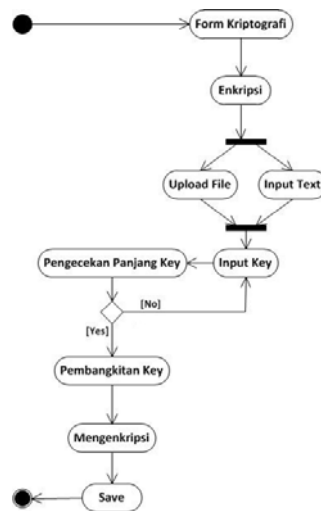 Form Kriptografi
Enkripsi
Upload File
Input Text
Pengecekan Panjang Key
Input Key
[No]
[Yes]
Pembangkitan Key
Mengenkripsi
Save